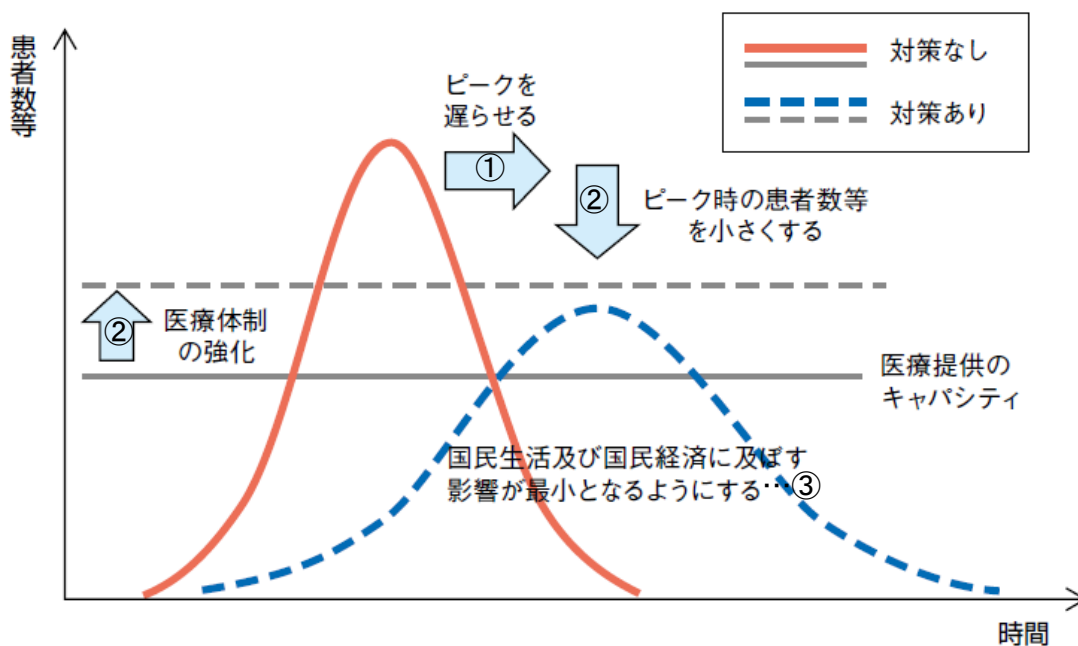 患者数等
対策なし
対策あり
ピークを
遅らせる
①
②
ピーク時の患者数等
を小さくする
②
医療体制
の強化
医療提供の
キャパシティ
国民生活及び国民経済に及ぼす
影響が最小となるようにする…③
時間